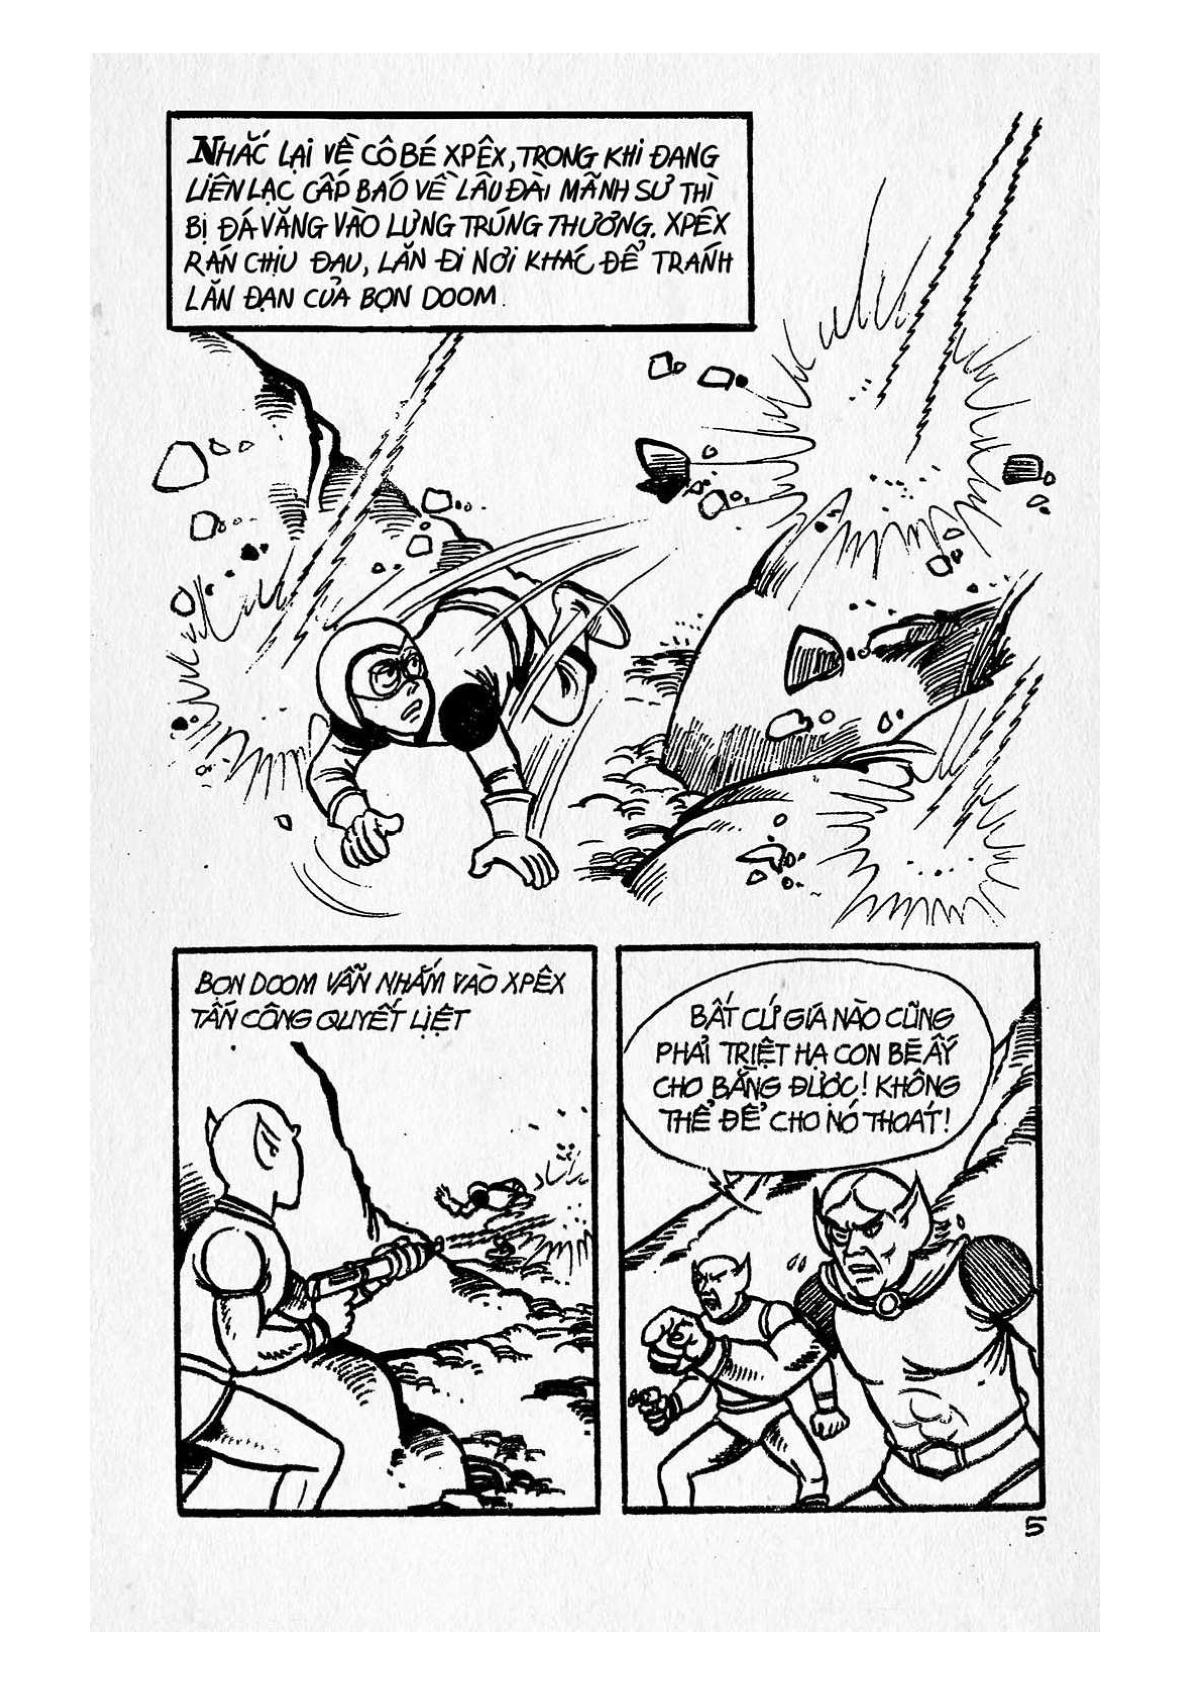 NHẮC LẠI VỀ CÔ BÉ XPÊX, TRONG KHI ĐANG
LIÊN LẠC CẤP BÁO VỀ LÂU ĐÀI MÃNH SƯ THÌ
BỊ ĐÁ VĂNG VÀO LƯNG TRÚNG THƯƠNG. XPÊX
RÁN CHỊU ĐAU, LĂN ĐI NƠI KHÁC ĐỂ TRÁNH
LĂN ĐẠN CỦA BỌN DOOM.
BỌN DOOM VẪN NHẮM VÀO XPÊX
TẤN CÔNG QUYẾT LIỆT
BẤT CỨ GIÁ NÀO CŨNG
PHẢI TRIỆT HẠ CON BÉ ẤY
CHO BẰNG ĐƯỢC! KHÔNG
THỂ ĐỂ CHO NÓ THOÁT!
5